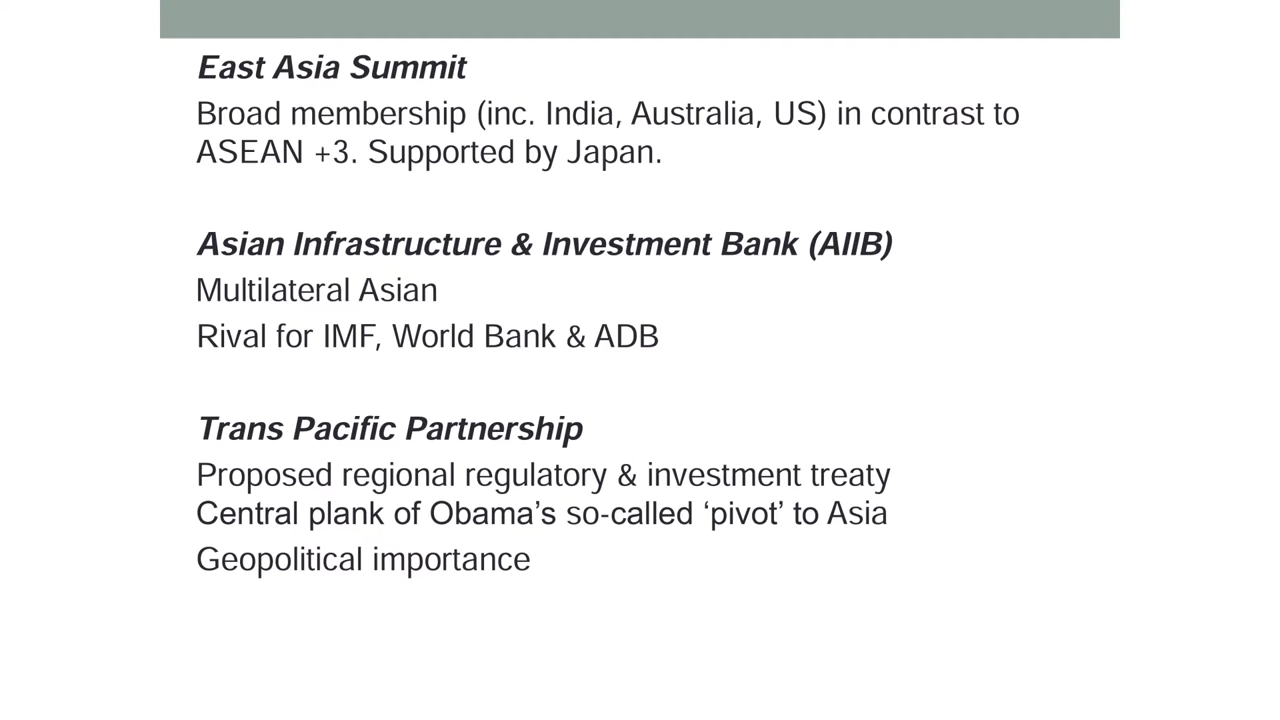 East Asia Summit
Broad membership (inc. India, Australia, US) in contrast to
ASEAN +3. Supported by Japan.
Asian Infrastructure & Investment Bank (AIIB)
Multilateral Asian
Rival for IMF, World Bank & ADB
Trans Pacific Partnership
Proposed regional regulatory & investment treaty
Central plank of Obama’s so-called ‘pivot’ to Asia
Geopolitical importance